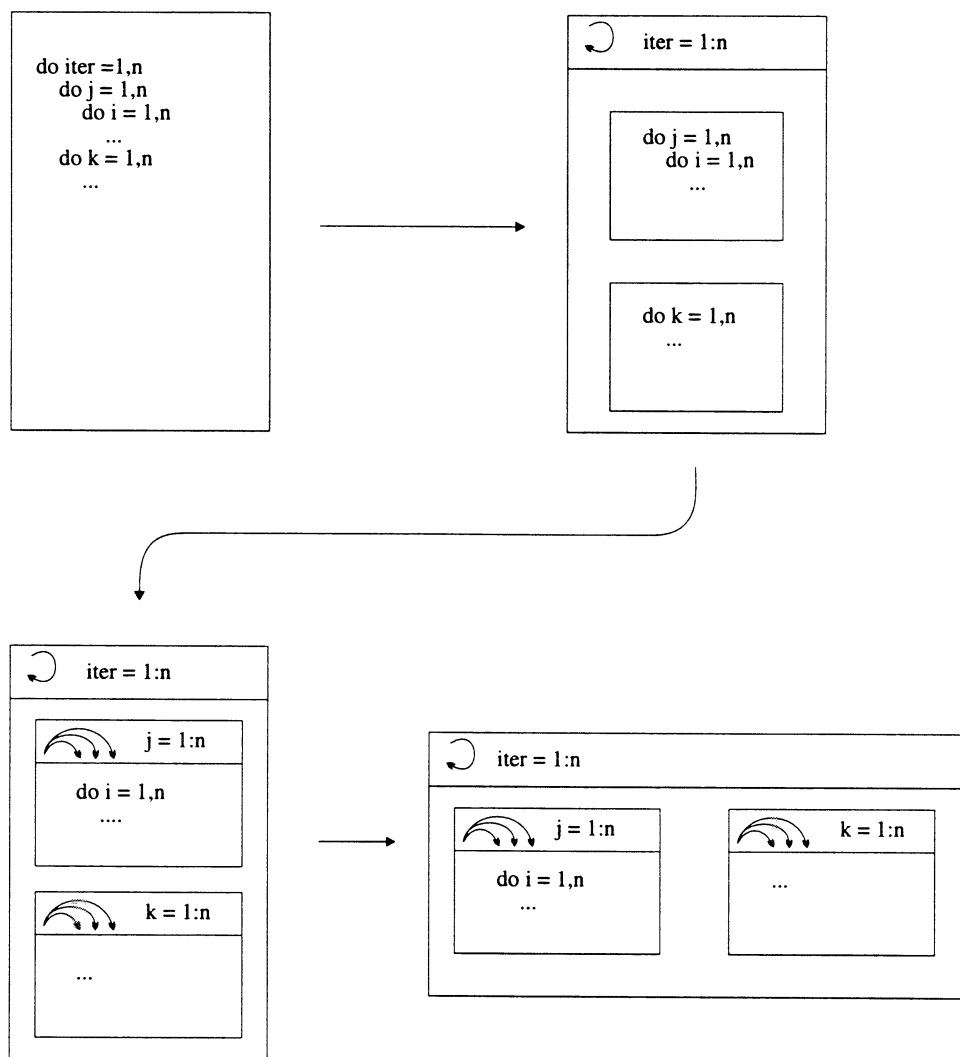 do iter =1,n
do j = 1,n
do i = 1,n
...
do k = 1,n
...
iter = 1:n
do j = 1,n
do i = 1,n
...
do k = 1,n
...
iter = 1:n
j = 1:n
do i = 1,n
....
k = 1:n
...
iter = 1:n
j = 1:n
do i = 1,n
...
k = 1:n
...